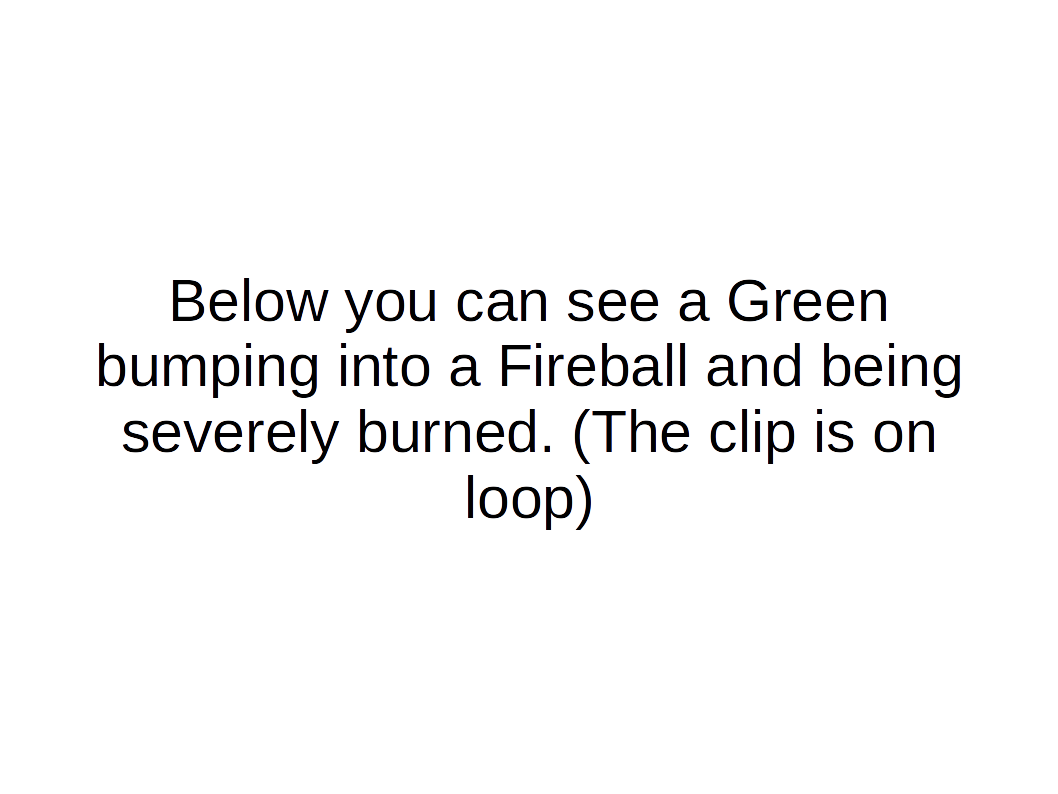 Below you can see a Green
bumping into a Fireball and being
severely burned. (The clip is on
loop)